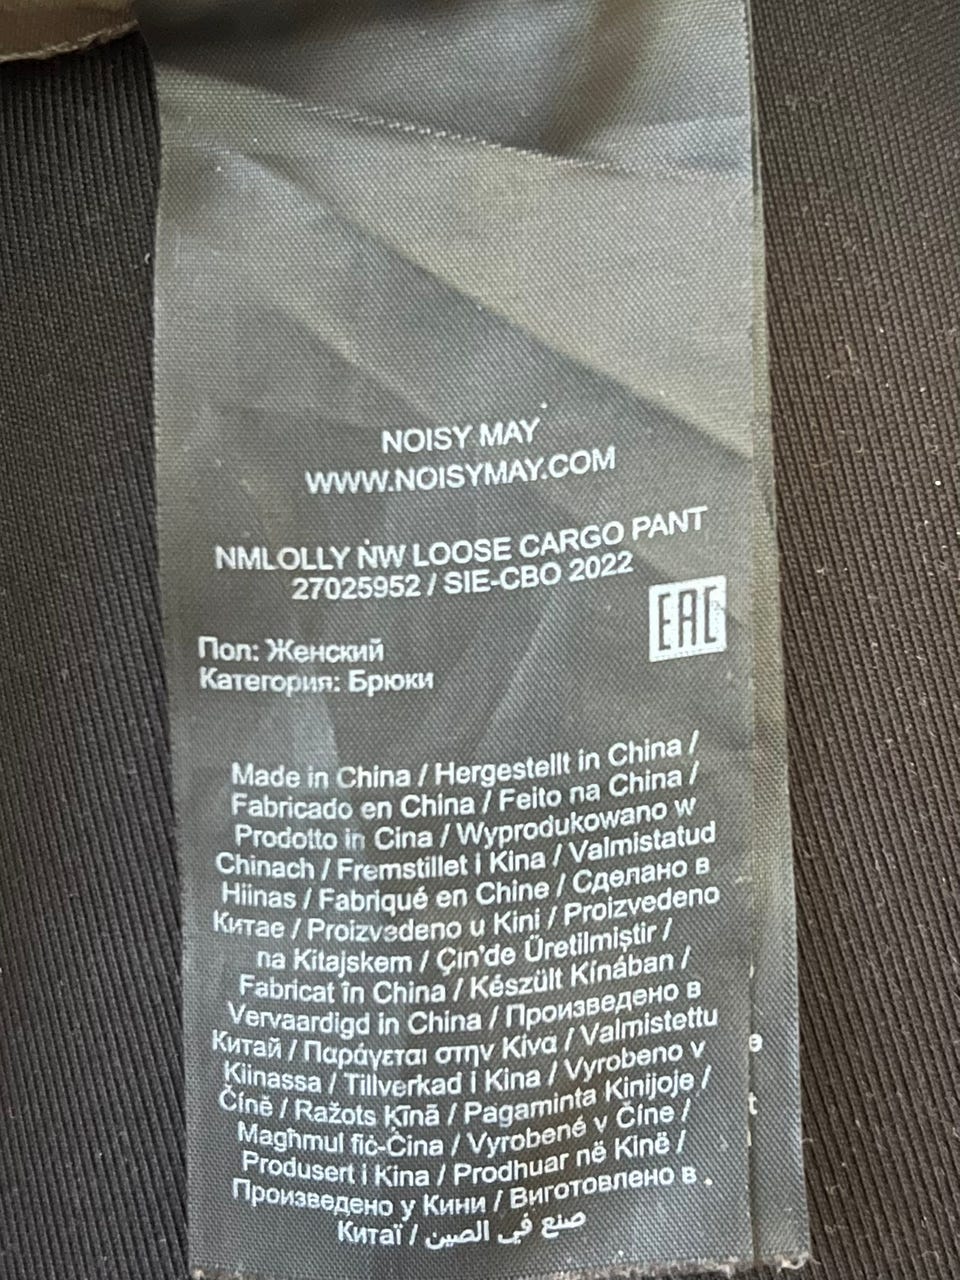 NOISY MAY
WWW.NOISYMAY.COM
NMLOLLY NW LOOSE CARGO PANT
27025952 / SIE-CBO 2022
EAC
Пол: Женский
Категория: Брюки
Made in China / Hergestellt in China /
Fabricado en China / Feito na China /
Prodotto in Cina / Wyprodukowano w
Chinach / Fremstillet i Kina / Valmistatud
Hiinas / Fabriqué en Chine / Сделано в
Китае / Proizvedeno u Kini / Proizvedeno
na Kitajskem / Çin'de Üretilmiştir /
Fabricat în China / Készült Kínában /
Vervaardigd in China / Произведено в
Китай / Παράγεται στην Κίνα / Valmistettu
Kiinassa / Tillverkad i Kina / Vyrobeno v
Číně / Ražots Ķīnā / Pagaminta Kinijoje /
Magħmul fiċ-Ċina / Vyrobené v Číne /
Produsert i Kina / Prodhuar në Kinë /
Произведено у Кини / Виготовлено в
Китаї / صنع في الصين